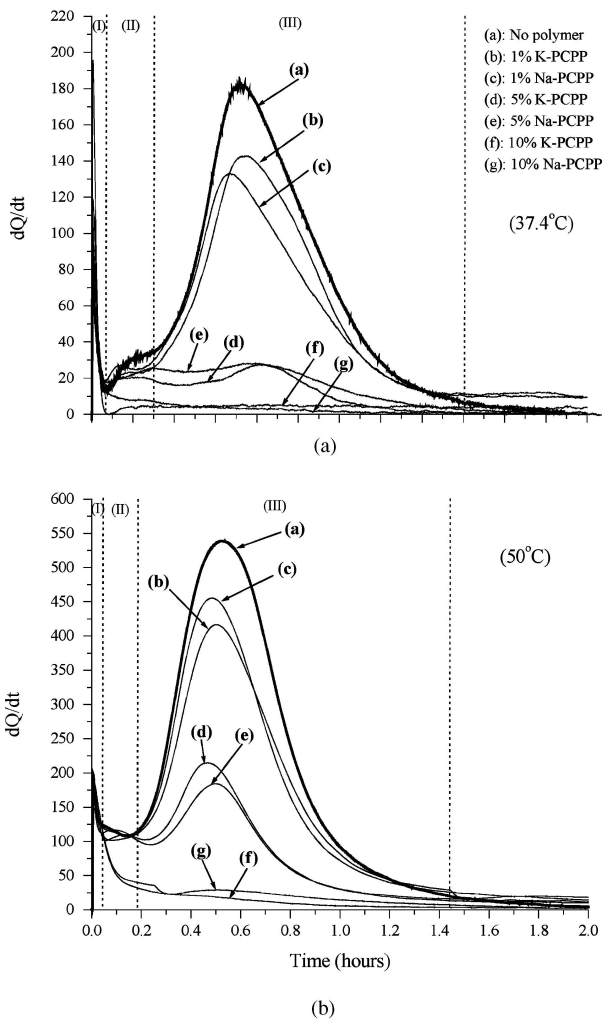 220
200
180
160
140
120
100
80
60
40
20
0
dQ/dt
(I) (II) (III)
(a)
(b)
(c)
(e)
(d)
(f)
(g)
(a): No polymer
(b): 1% K-PCPP
(c): 1% Na-PCPP
(d): 5% K-PCPP
(e): 5% Na-PCPP
(f): 10% K-PCPP
(g): 10% Na-PCPP
(37.4°C)
(a)
600
550
500
450
400
350
300
250
200
150
100
50
0
dQ/dt
(I) (II) (III)
(a)
(c)
(b)
(d)
(e)
(g)
(f)
(50°C)
0.0 0.2 0.4 0.6 0.8 1.0 1.2 1.4 1.6 1.8 2.0
Time (hours)
(b)